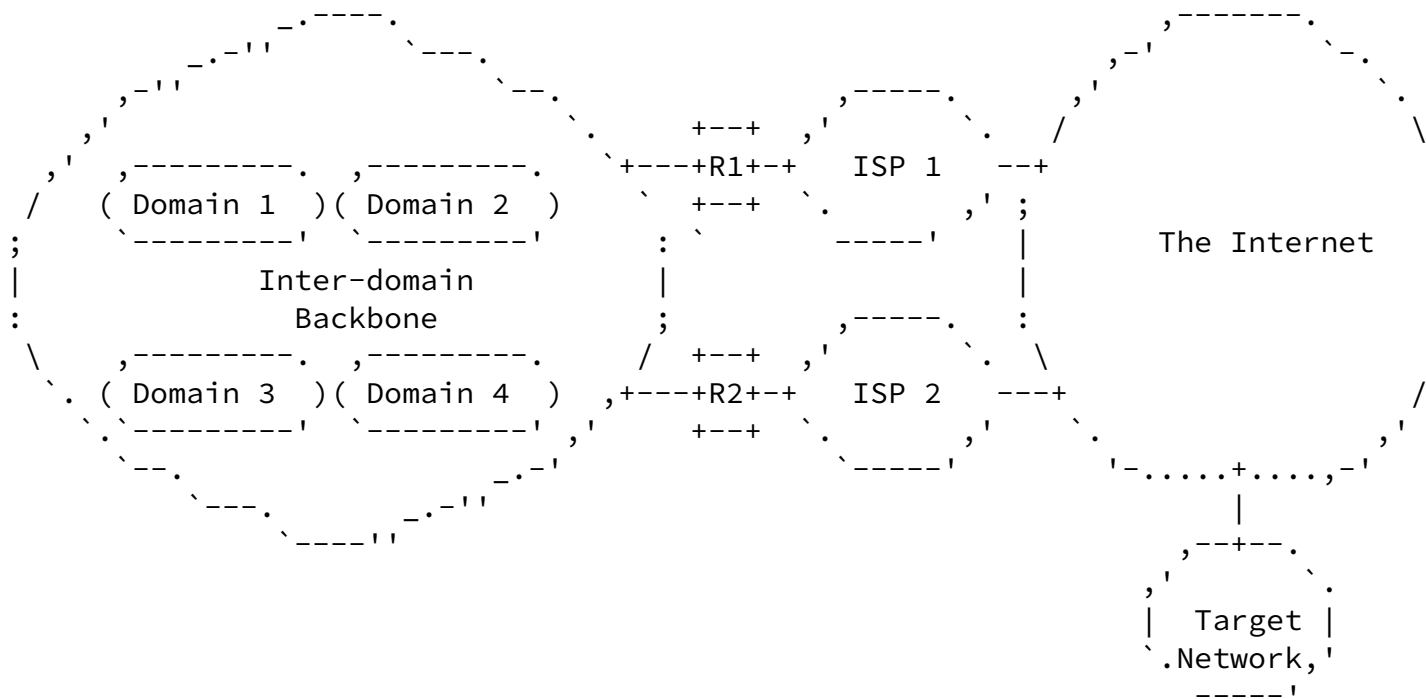 R1 ISP 1
Domain 1 Domain 2
The Internet
Inter-domain
Backbone
Domain 3 Domain 4 R2 ISP 2
Target
Network